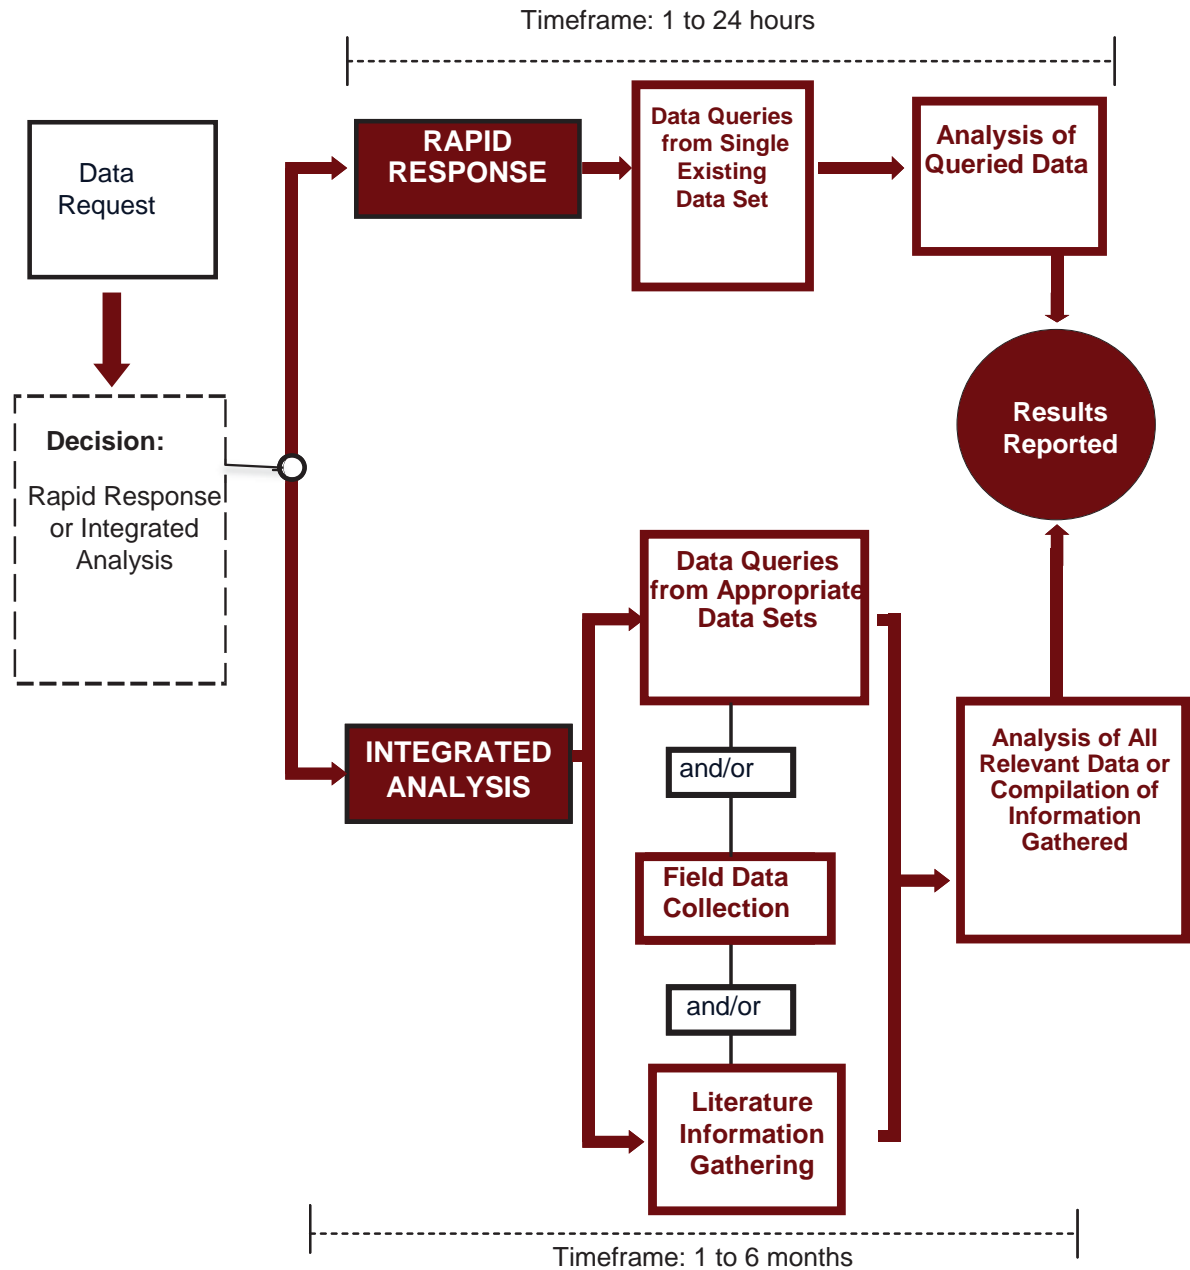 Timeframe: 1 to 24 hours
Data
Request
RAPID
RESPONSE
Data Queries
from Single
Existing
Data Set
Analysis of
Queried Data
Decision:
Rapid Response
or Integrated
Analysis
Results
Reported
INTEGRATED
ANALYSIS
Data Queries
from Appropriate
Data Sets
and/or
Field Data
Collection
and/or
Literature
Information
Gathering
Analysis of All
Relevant Data or
Compilation of
Information
Gathered
Timeframe: 1 to 6 months